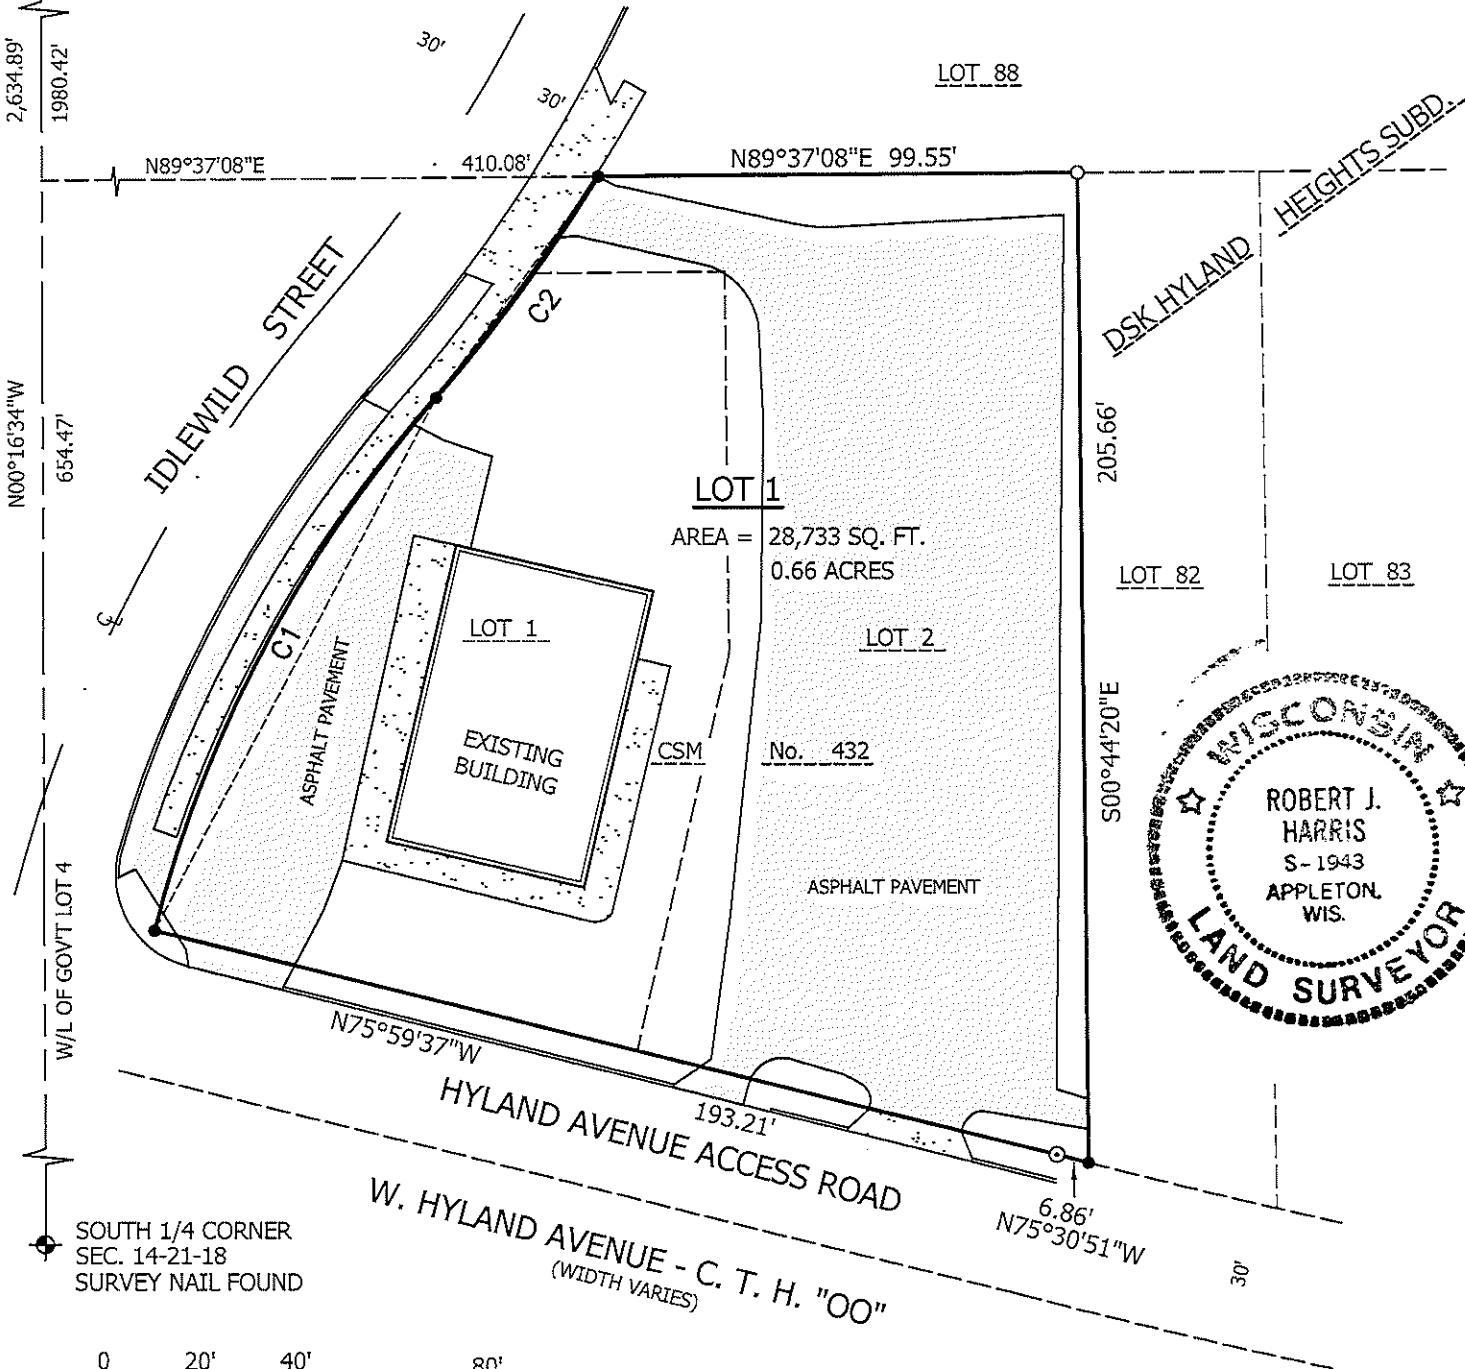 2,634.89'
1980.42'
30'
30'
LOT 88
N89°37'08"E
410.08'
N89°37'08"E 99.55'
DSK HYLAND HEIGHTS SUBD.
IDLEWILD STREET
C2
N00°16'34"W
654.47'
205.66'
LOT 1
AREA = 28,733 SQ. FT.
0.66 ACRES
LOT 82
LOT 83
C1
LOT 1
LOT 2
ASPHALT PAVEMENT
S00°44'20"E
EXISTING
BUILDING
CSM No. 432
WISCONSIN
ROBERT J.
HARRIS
S-1943
APPLETON,
WIS.
LAND SURVEYOR
ASPHALT PAVEMENT
W/L OF GOV'T LOT 4
N75°59'37"W
193.21'
HYLAND AVENUE ACCESS ROAD
6.86'
N75°30'51"W
W. HYLAND AVENUE - C. T. H. "OO"
(WIDTH VARIES)
30'
SOUTH 1/4 CORNER
SEC. 14-21-18
SURVEY NAIL FOUND
0 20' 40' 80'